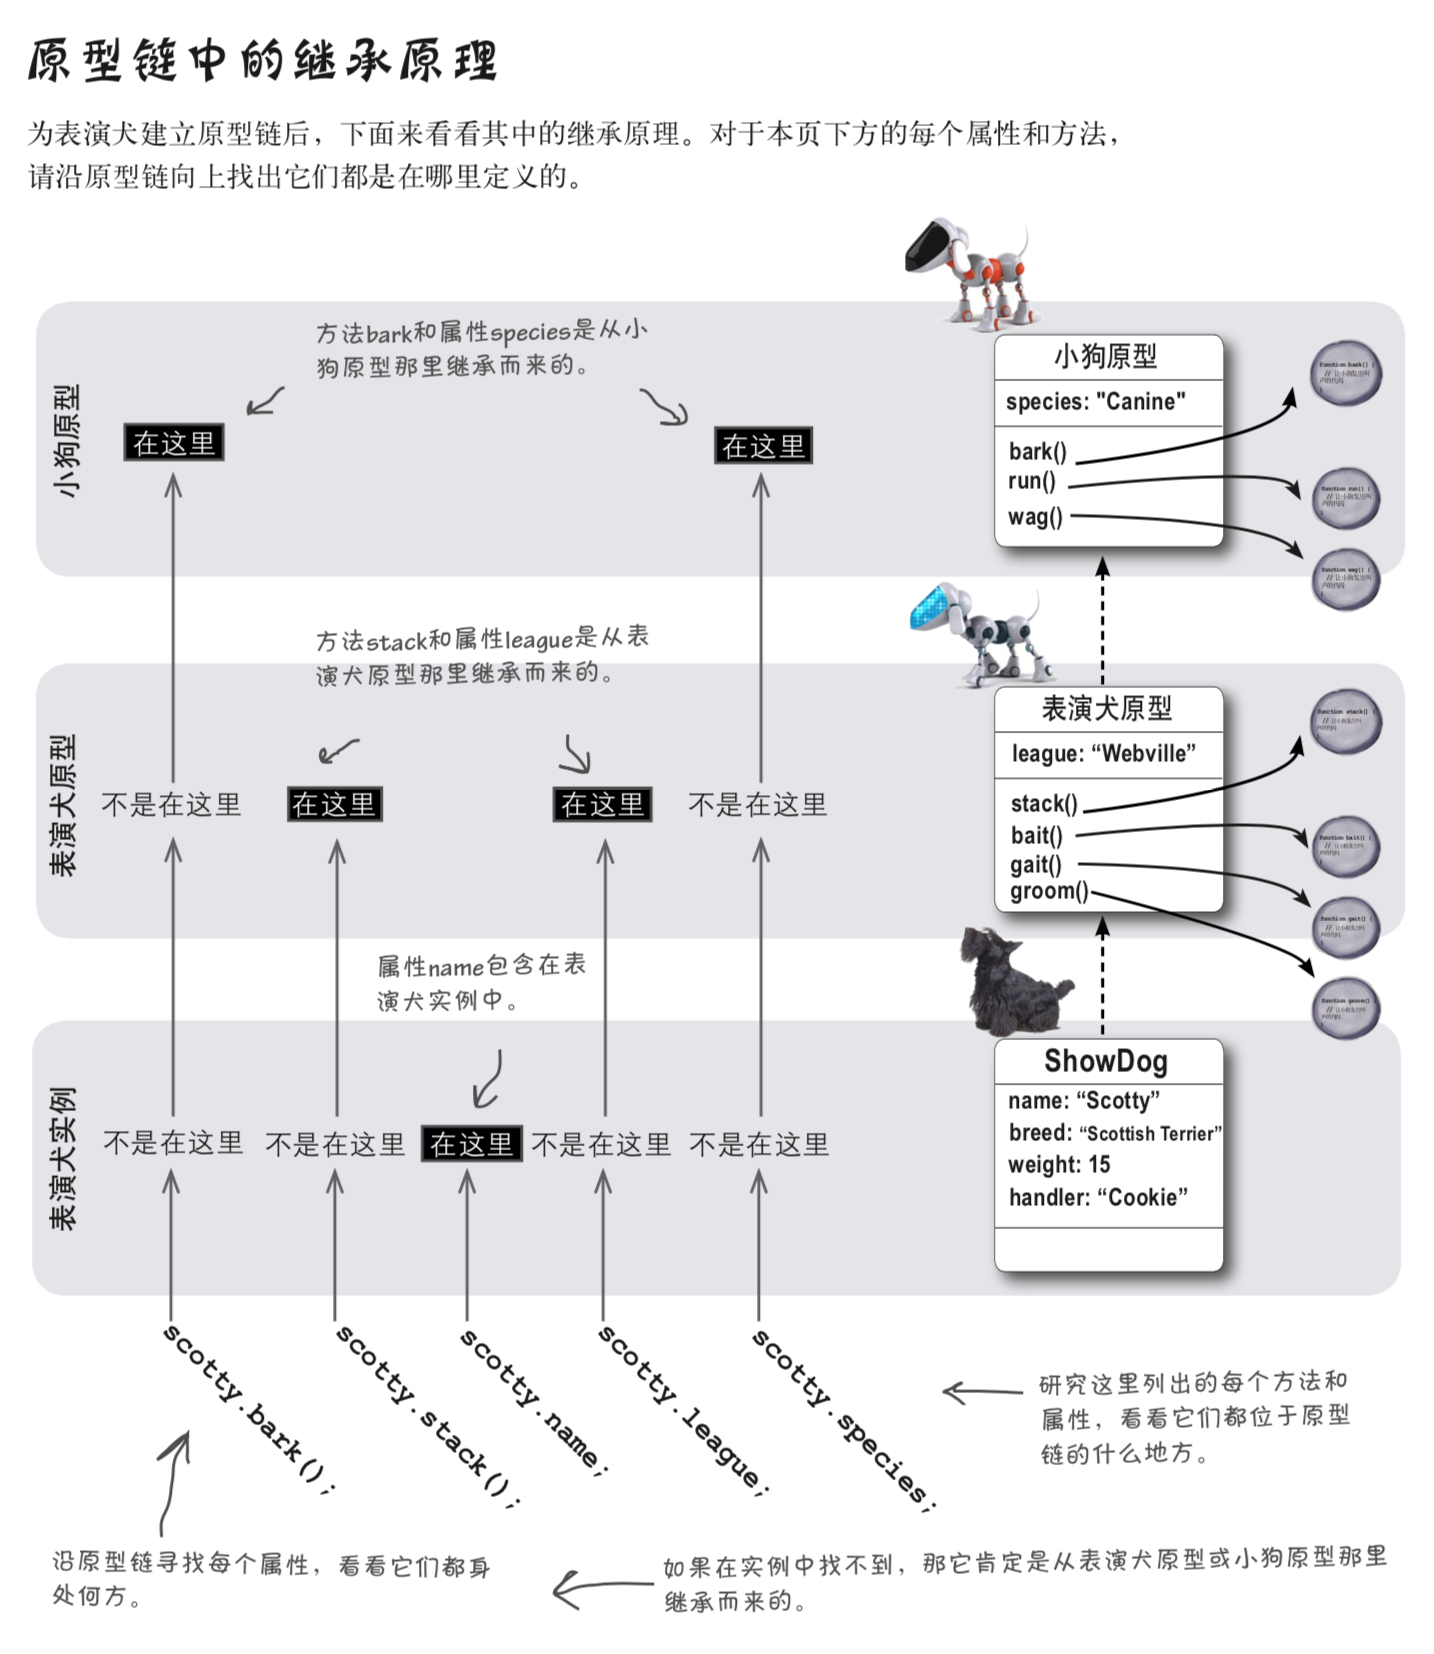 原型链中的继承原理
为表演犬建立原型链后，下面来看看其中的继承原理。对于本页下方的每个属性和方法，
请沿原型链向上找出它们都是在哪里定义的。
小狗原型
方法bark和属性species是从小
狗原型那里继承而来的。
在这里
在这里
小狗原型
species: "Canine"
bark()
run()
wag()
表演犬原型
方法stack和属性league是从表
演犬原型那里继承而来的。
不是在这里
在这里
在这里
不是在这里
表演犬原型
league: “Webville”
stack()
bait()
gait()
groom()
表演犬实例
属性name包含在表
演犬实例中。
不是在这里
不是在这里
在这里
不是在这里
不是在这里
ShowDog
name: “Scotty”
breed: “Scottish Terrier”
weight: 15
handler: “Cookie”
scotty.bark();
scotty.stack();
scotty.name;
scotty.league;
scotty.species;
研究这里列出的每个方法和
属性，看看它们都位于原型
链的什么地方。
沿原型链寻找每个属性，看看它们都身
处何方。
如果在实例中找不到，那它肯定是从表演犬原型或小狗原型那里
继承而来的。